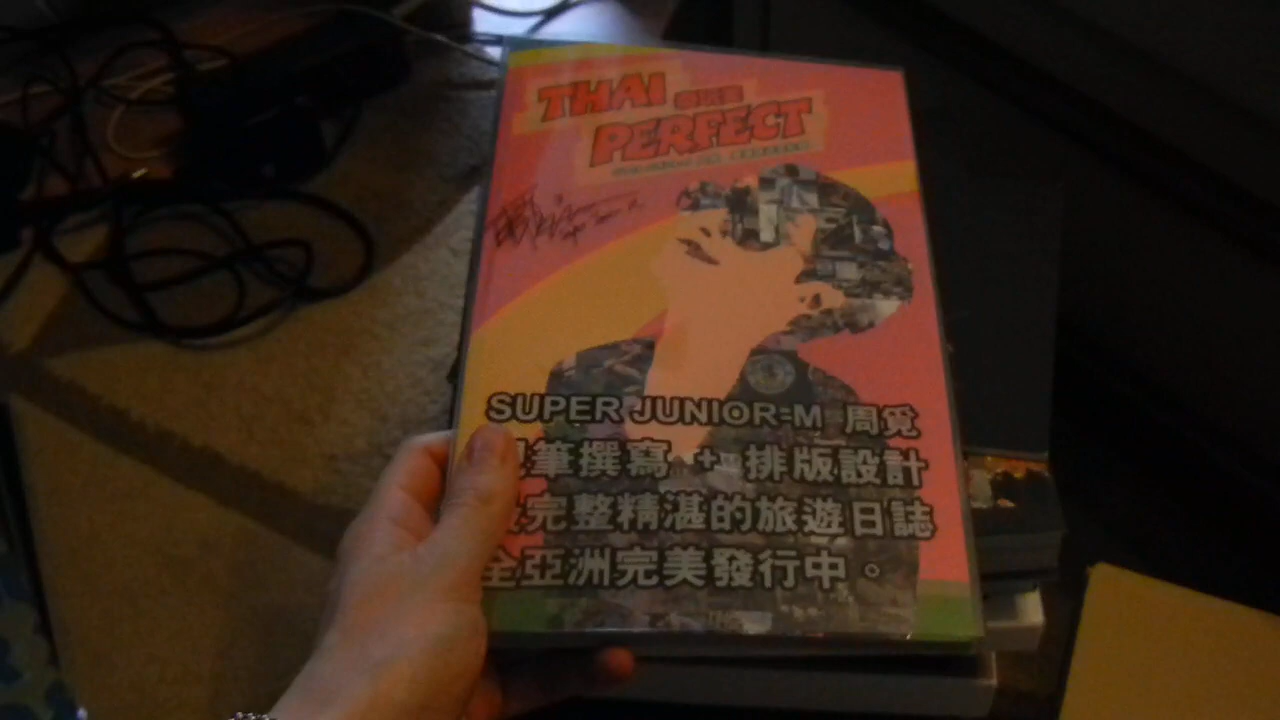 THAI
PERFECT
SUPER JUNIOR-M 周覓
筆撰寫 + 排版設計
完整精湛的旅遊日誌
全亞洲完美發行中。